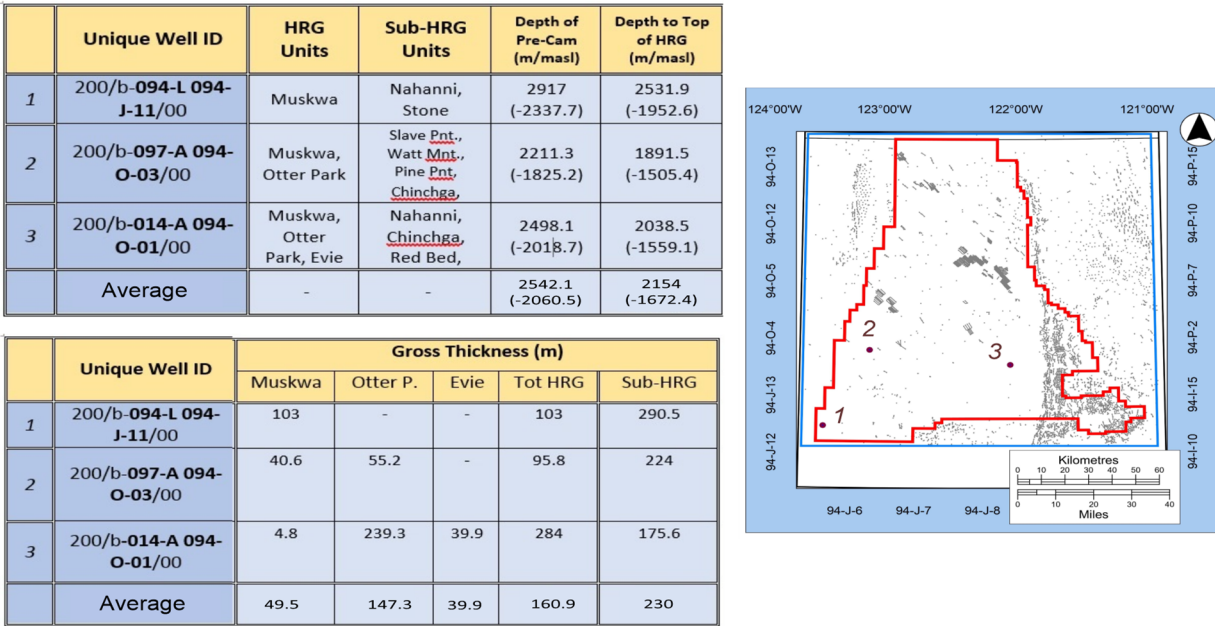 Unique Well ID
HRG Units
Sub-HRG Units
Depth of Pre-Cam (m/masl)
Depth to Top of HRG (m/masl)
1
200/b-094-L 094-
J-11/00
Muskwa
Nahanni,
Stone
2917
(-2337.7)
2531.9
(-1952.6)
2
200/b-097-A 094-
O-03/00
Muskwa,
Otter Park
Slave Pnt.,
Watt Mnt.,
Pine Pnt,
Chinchga,
2211.3
(-1825.2)
1891.5
(-1505.4)
3
200/b-014-A 094-
O-01/00
Muskwa,
Otter
Park, Evie
Nahanni,
Chinchga,
Red Bed,
2498.1
(-2018.7)
2038.5
(-1559.1)
Average
-
-
2542.1
(-2060.5)
2154
(-1672.4)
Unique Well ID
Gross Thickness (m)
Muskwa
Otter P.
Evie
Tot HRG
Sub-HRG
1
200/b-094-L 094-
J-11/00
103
-
-
103
290.5
2
200/b-097-A 094-
O-03/00
40.6
55.2
-
95.8
224
3
200/b-014-A 094-
O-01/00
4.8
239.3
39.9
284
175.6
Average
49.5
147.3
39.9
160.9
230
124°00'W
123°00'W
122°00'W
121°00'W
94-O-13
94-O-12
94-O-5
94-O-4
94-J-13
94-J-12
94-P-15
94-P-10
94-P-7
94-P-2
94-I-15
94-I-10
2
3
1
94-J-6
94-J-7
94-J-8
Kilometres
0 10 20 30 40 50 60
0 10 20 30 40
Miles